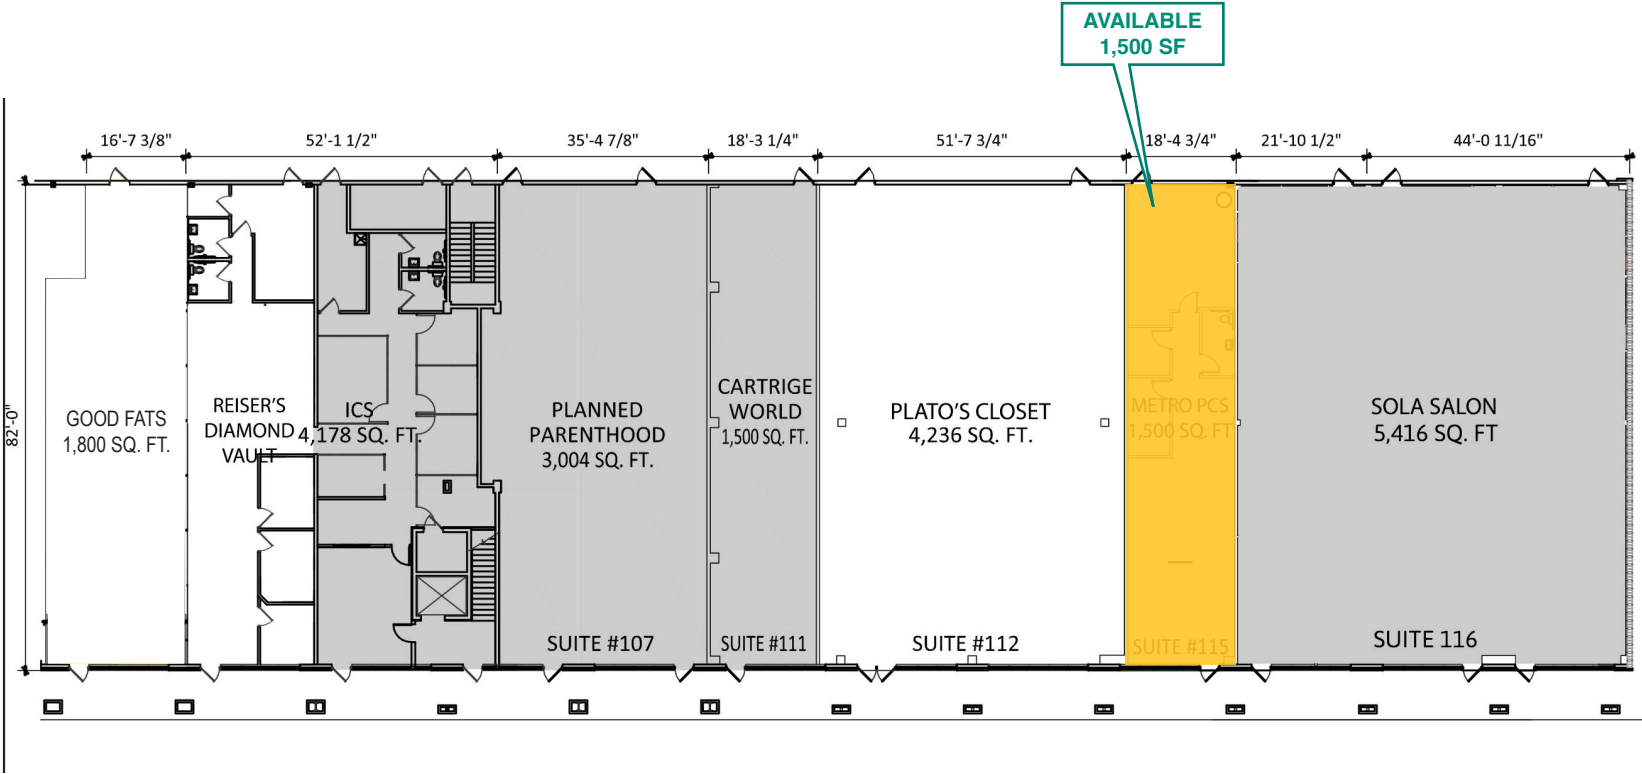 AVAILABLE
1,500 SF
16'-7 3/8"
52'-1 1/2"
35'-4 7/8"
18'-3 1/4"
51'-7 3/4"
18'-4 3/4"
21'-10 1/2"
44'-0 11/16"
82'-0"
GOOD FATS
1,800 SQ. FT.
REISER'S
DIAMOND
VAULT
ICS
4,178 SQ. FT.
PLANNED
PARENTHOOD
3,004 SQ. FT.
CARTRIGE
WORLD
1,500 SQ. FT.
PLATO'S CLOSET
4,236 SQ. FT.
METRO PCS
1,500 SQ. FT
SOLA SALON
5,416 SQ. FT
SUITE #107
SUITE #111
SUITE #112
SUITE #115
SUITE 116